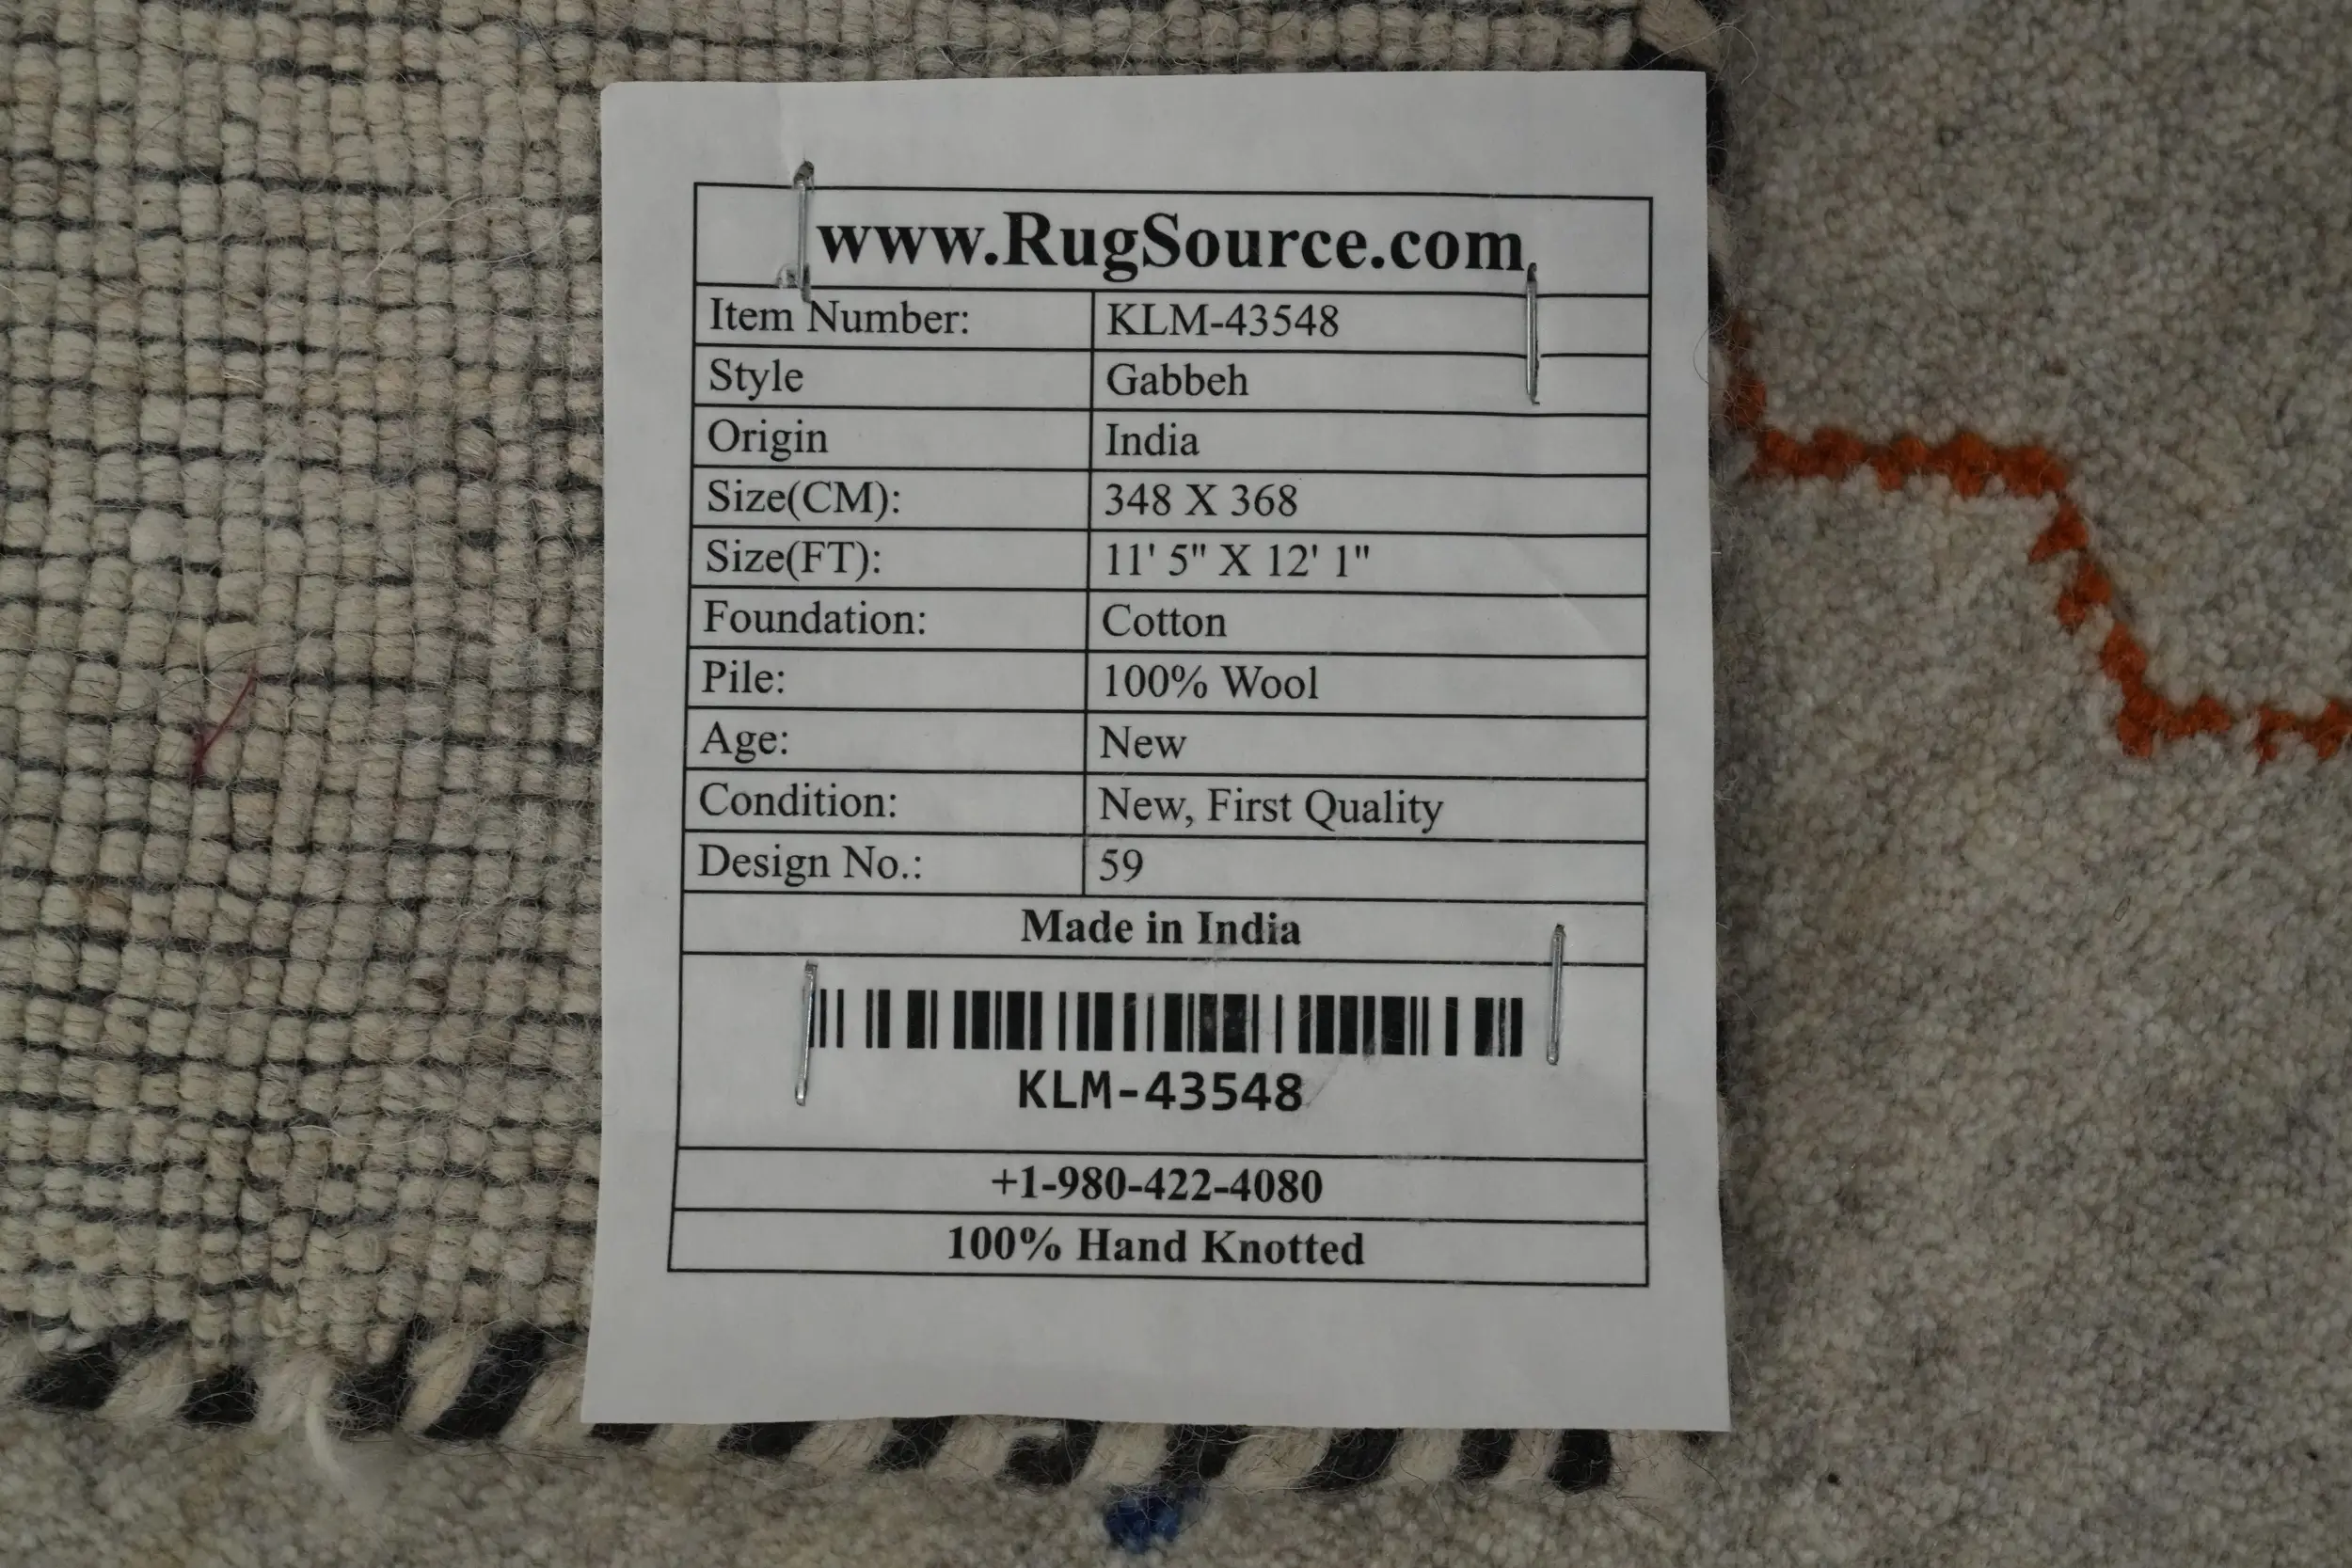 www.RugSource.com
Item Number: KLM-43548
Style Gabbeh
Origin India
Size(CM): 348 X 368
Size(FT): 11' 5" X 12' 1"
Foundation: Cotton
Pile: 100% Wool
Age: New
Condition: New, First Quality
Design No.: 59
Made in India
KLM-43548
+1-980-422-4080
100% Hand Knotted